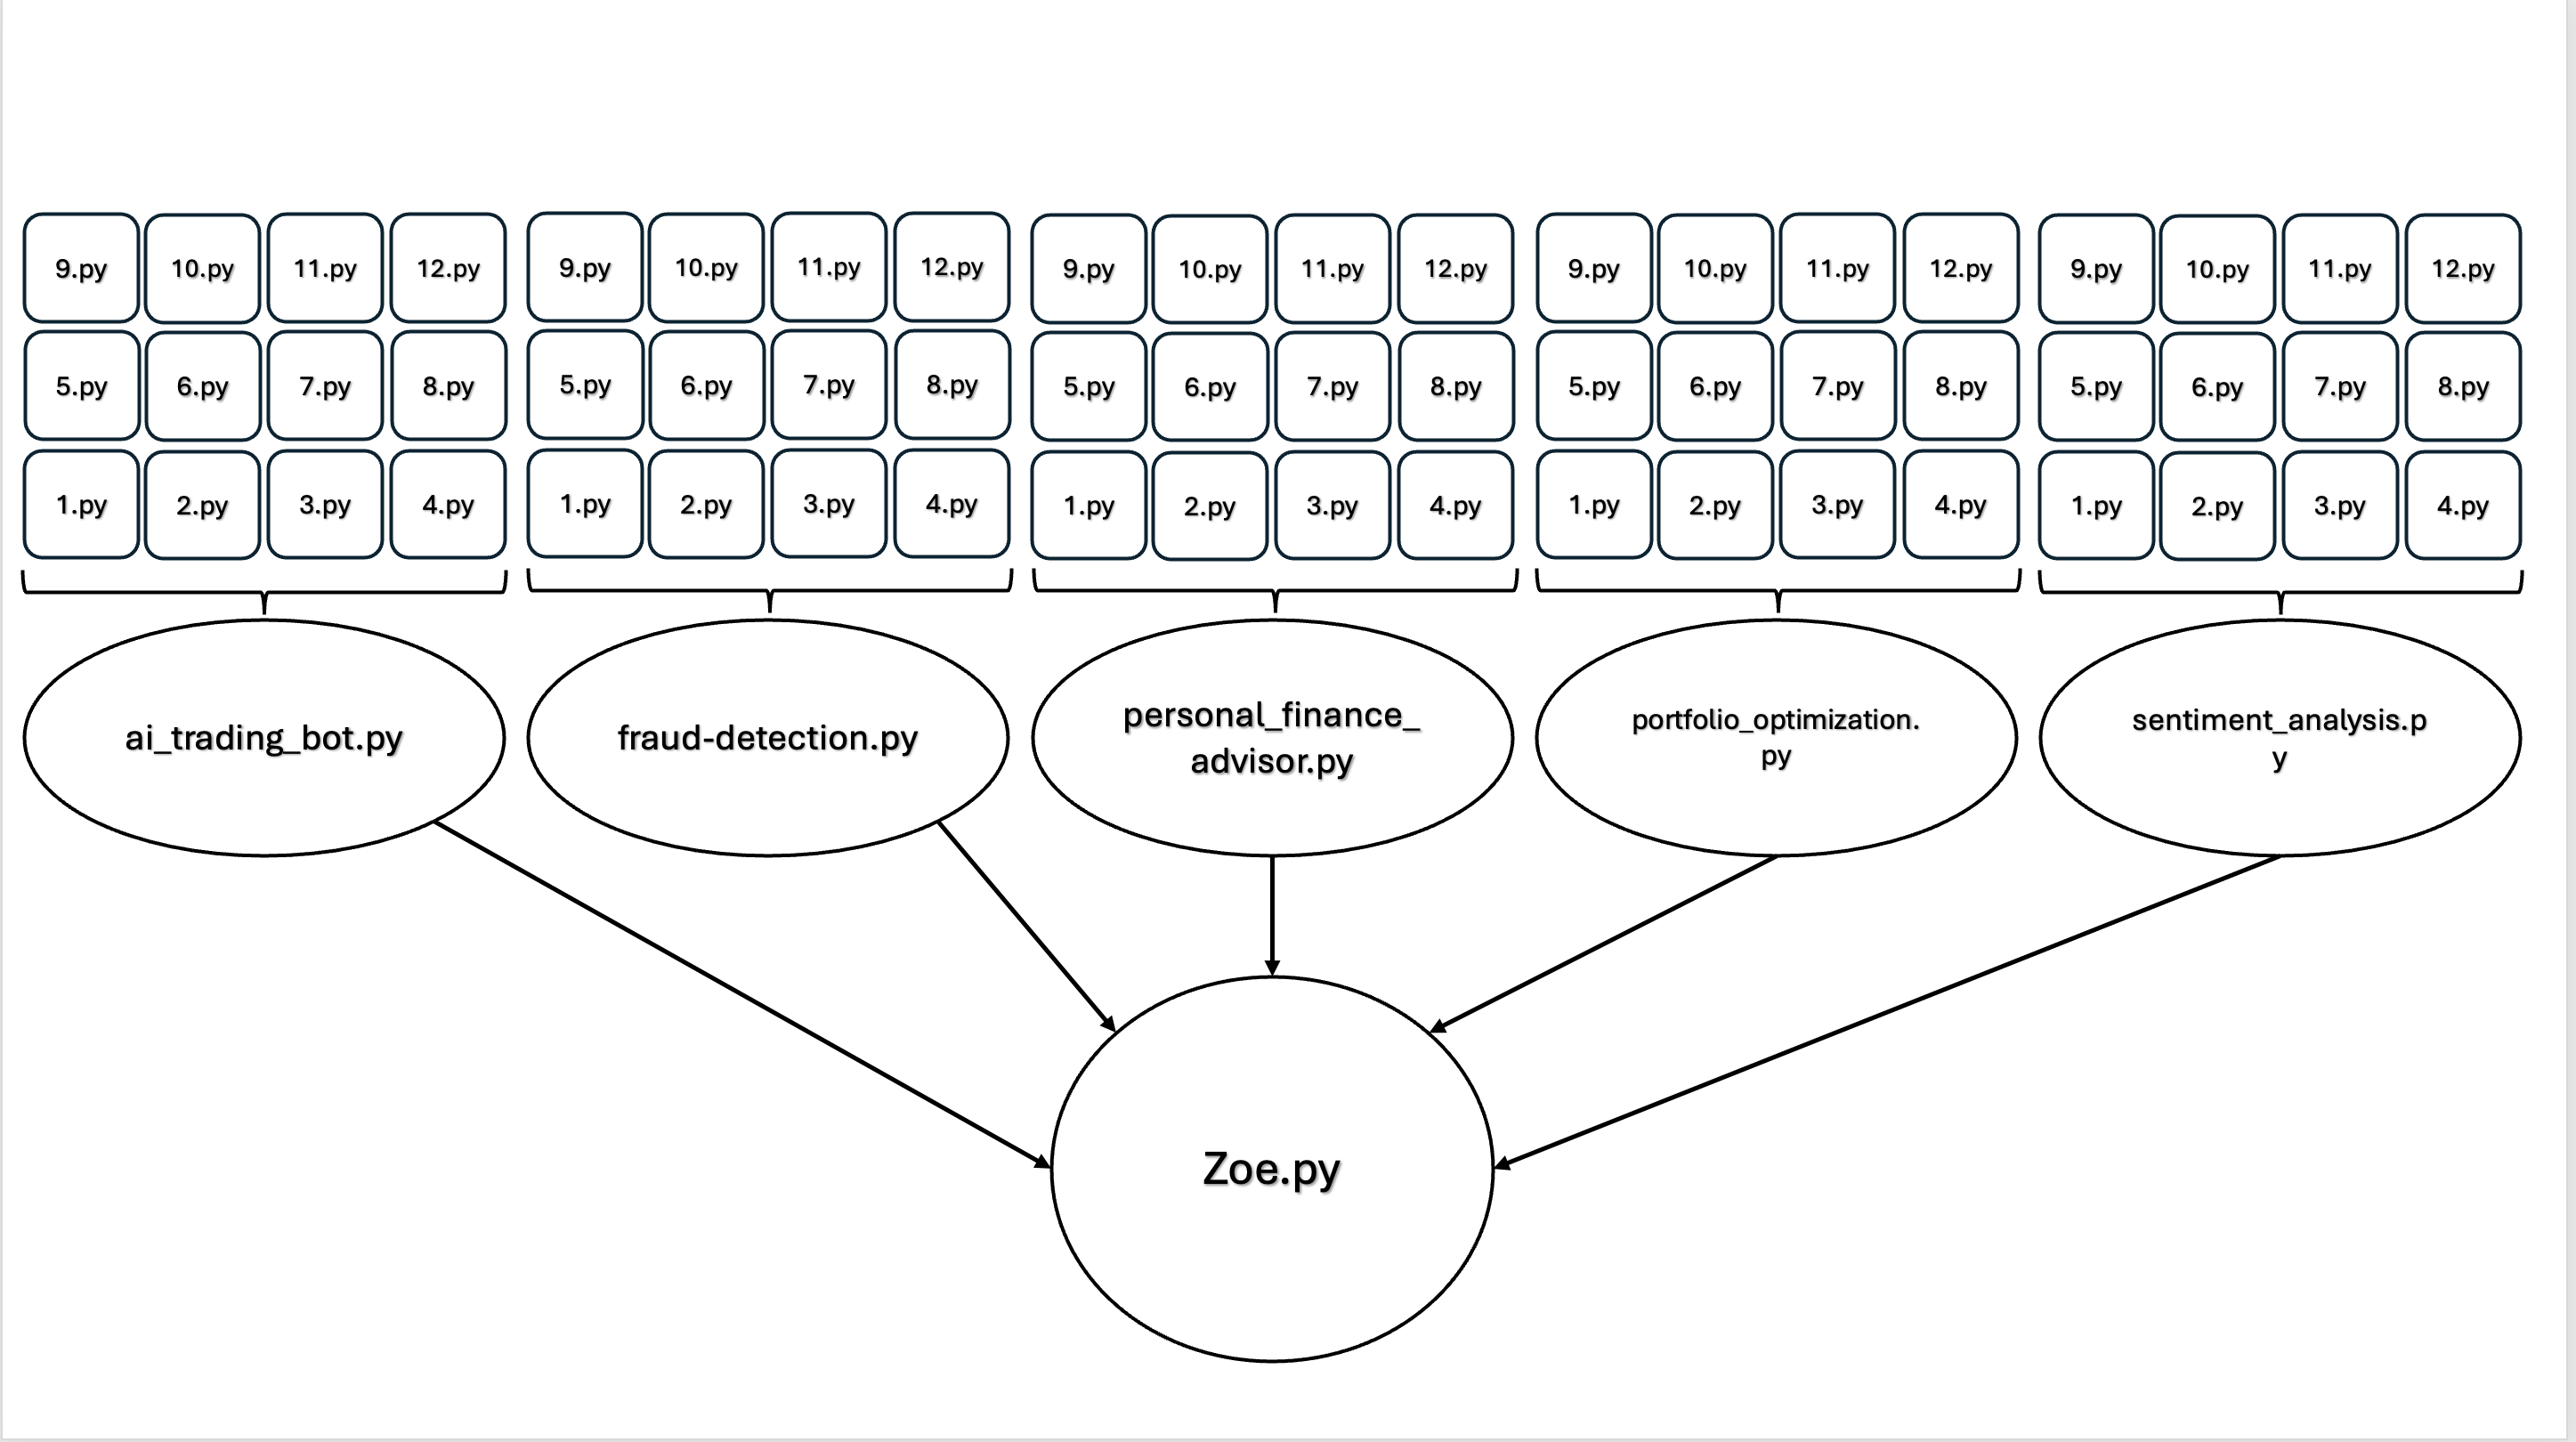 9.py 10.py 11.py 12.py 9.py 10.py 11.py 12.py 9.py 10.py 11.py 12.py 9.py 10.py 11.py 12.py 9.py 10.py 11.py 12.py
5.py 6.py 7.py 8.py 5.py 6.py 7.py 8.py 5.py 6.py 7.py 8.py 5.py 6.py 7.py 8.py 5.py 6.py 7.py 8.py
1.py 2.py 3.py 4.py 1.py 2.py 3.py 4.py 1.py 2.py 3.py 4.py 1.py 2.py 3.py 4.py 1.py 2.py 3.py 4.py
ai_trading_bot.py
fraud-detection.py
personal_finance_
advisor.py
portfolio_optimization.
py
sentiment_analysis.p
y
Zoe.py